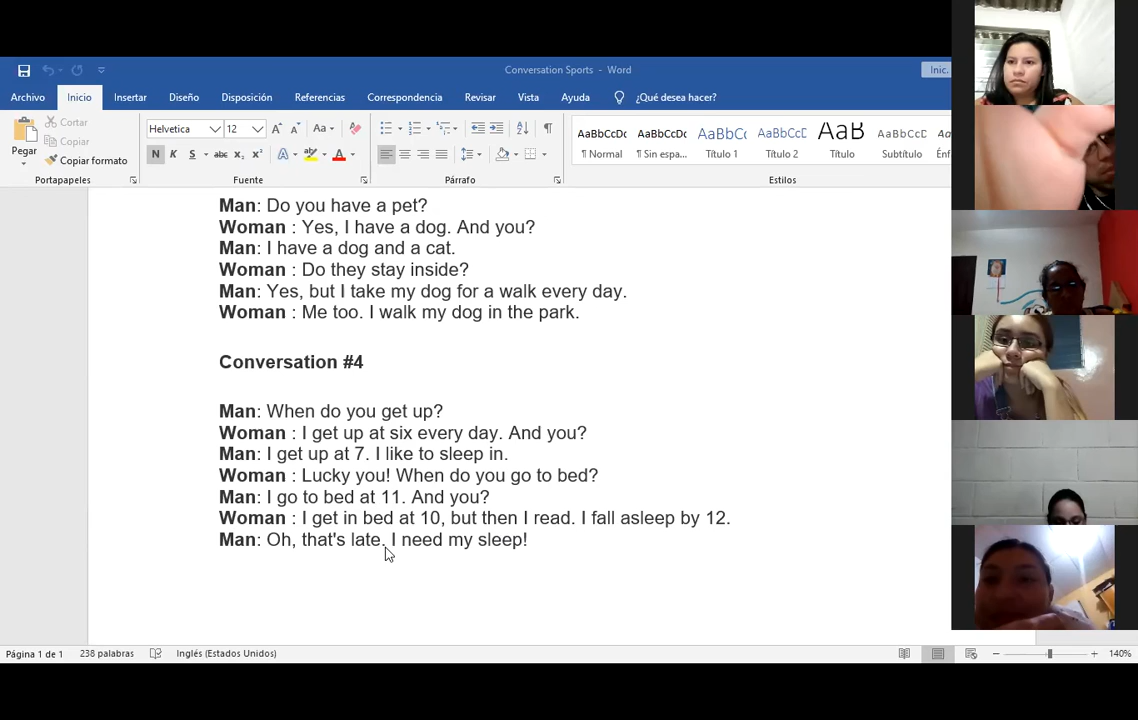 Conversation Sports - Word
Inic.
Archivo Inicio Insertar Diseño Disposición Referencias Correspondencia Revisar Vista Ayuda ¿Qué desea hacer?
Pegar
Cortar
Copiar
Copiar formato
Helvetica 12
N K S abc x₂ x²
AaBbCcDc AaBbCcDc AaBbCc AaBbCcD AaB AaBbCcD
¶ Normal ¶ Sin espa... Título 1 Título 2 Título Subtítulo Énf
Portapapeles Fuente Párrafo Estilos
Man: Do you have a pet?
Woman : Yes, I have a dog. And you?
Man: I have a dog and a cat.
Woman : Do they stay inside?
Man: Yes, but I take my dog for a walk every day.
Woman : Me too. I walk my dog in the park.
Conversation #4
Man: When do you get up?
Woman : I get up at six every day. And you?
Man: I get up at 7. I like to sleep in.
Woman : Lucky you! When do you go to bed?
Man: I go to bed at 11. And you?
Woman : I get in bed at 10, but then I read. I fall asleep by 12.
Man: Oh, that's late. I need my sleep!
Página 1 de 1 238 palabras Inglés (Estados Unidos) 140%